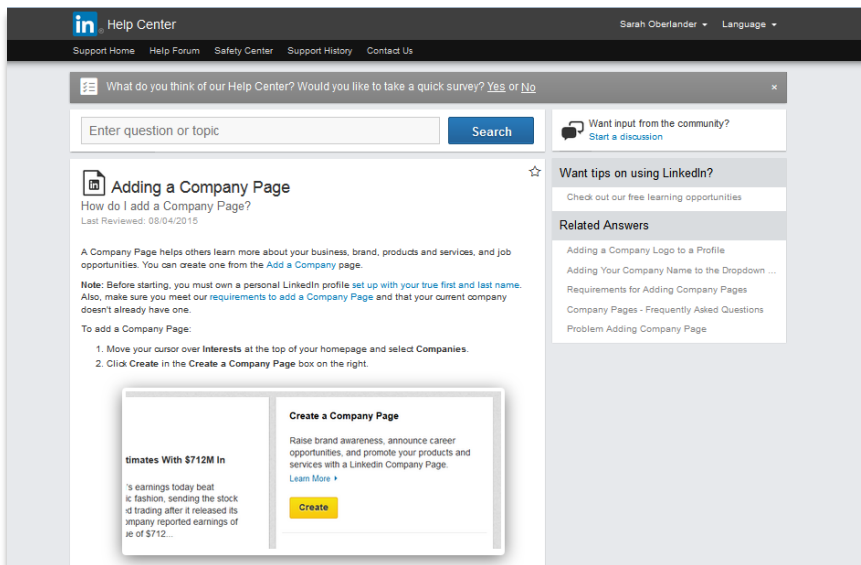 in Help Center
Sarah Oberlander Language
Support Home Help Forum Safety Center Support History Contact Us
What do you think of our Help Center? Would you like to take a quick survey? Yes or No ×
Enter question or topic
Search
Want input from the community?
Start a discussion
in Adding a Company Page
How do I add a Company Page?
Last Reviewed: 08/04/2015
A Company Page helps others learn more about your business, brand, products and services, and job
opportunities. You can create one from the Add a Company page.
Note: Before starting, you must own a personal LinkedIn profile set up with your true first and last name.
Also, make sure you meet our requirements to add a Company Page and that your current company
doesn't already have one.
To add a Company Page:
1. Move your cursor over Interests at the top of your homepage and select Companies.
2. Click Create in the Create a Company Page box on the right.
timates With $712M In
's earnings today beat
ic fashion, sending the stock
d trading after it released its
ompany reported earnings of
ue of $712...
Create a Company Page
Raise brand awareness, announce career
opportunities, and promote your products and
services with a Linkedin Company Page.
Learn More
Create
Want tips on using LinkedIn?
Check out our free learning opportunities
Related Answers
Adding a Company Logo to a Profile
Adding Your Company Name to the Dropdown ...
Requirements for Adding Company Pages
Company Pages - Frequently Asked Questions
Problem Adding Company Page